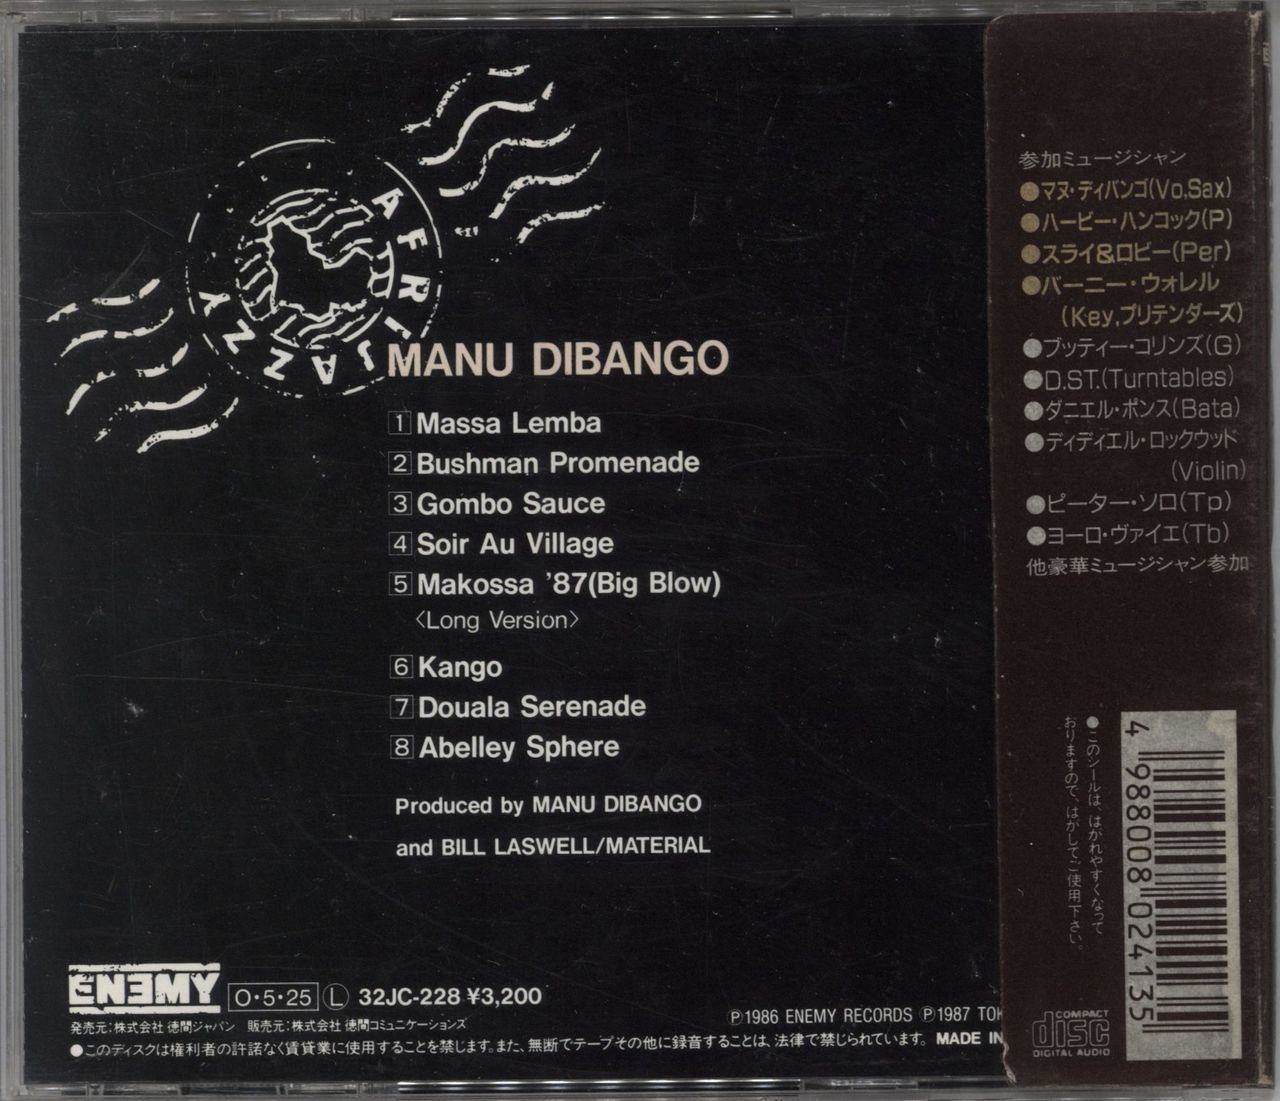 AFRIJAZZY
MANU DIBANGO
1 Massa Lemba
2 Bushman Promenade
3 Gombo Sauce
4 Soir Au Village
5 Makossa '87(Big Blow)
〈Long Version〉
6 Kango
7 Douala Serenade
8 Abelley Sphere
Produced by MANU DIBANGO
and BILL LASWELL/MATERIAL
ENEMY
O・5・25 Ⓛ 32JC-228 ¥3,200
発売元:株式会社 徳間ジャパン 販売元:株式会社 徳間コミュニケーションズ
●このディスクは権利者の許諾なく賃貸業に使用することを禁じます。また、無断でテープその他に録音することは、法律で禁じられています。
Ⓟ1986 ENEMY RECORDS Ⓟ1987 TOK
MADE IN
参加ミュージシャン
●マヌ・ディバンゴ(Vo,Sax)
●ハービー・ハンコック(P)
●スライ&ロビー(Per)
●バーニー・ウォレル
(Key,プリテンダーズ)
●ブッティー・コリンズ(G)
●D.ST.(Turntables)
●ダニエル・ポンス(Bata)
●ディディエル・ロックウッド
(Violin)
●ピーター・ソロ(Tp)
●ヨーロ・ヴァイエ(Tb)
他豪華ミュージシャン参加
●このシールは、はがれやすくなって
おりますので、はがしてご使用下さい。
4 988008 024135
COMPACT
disc
DIGITAL AUDIO